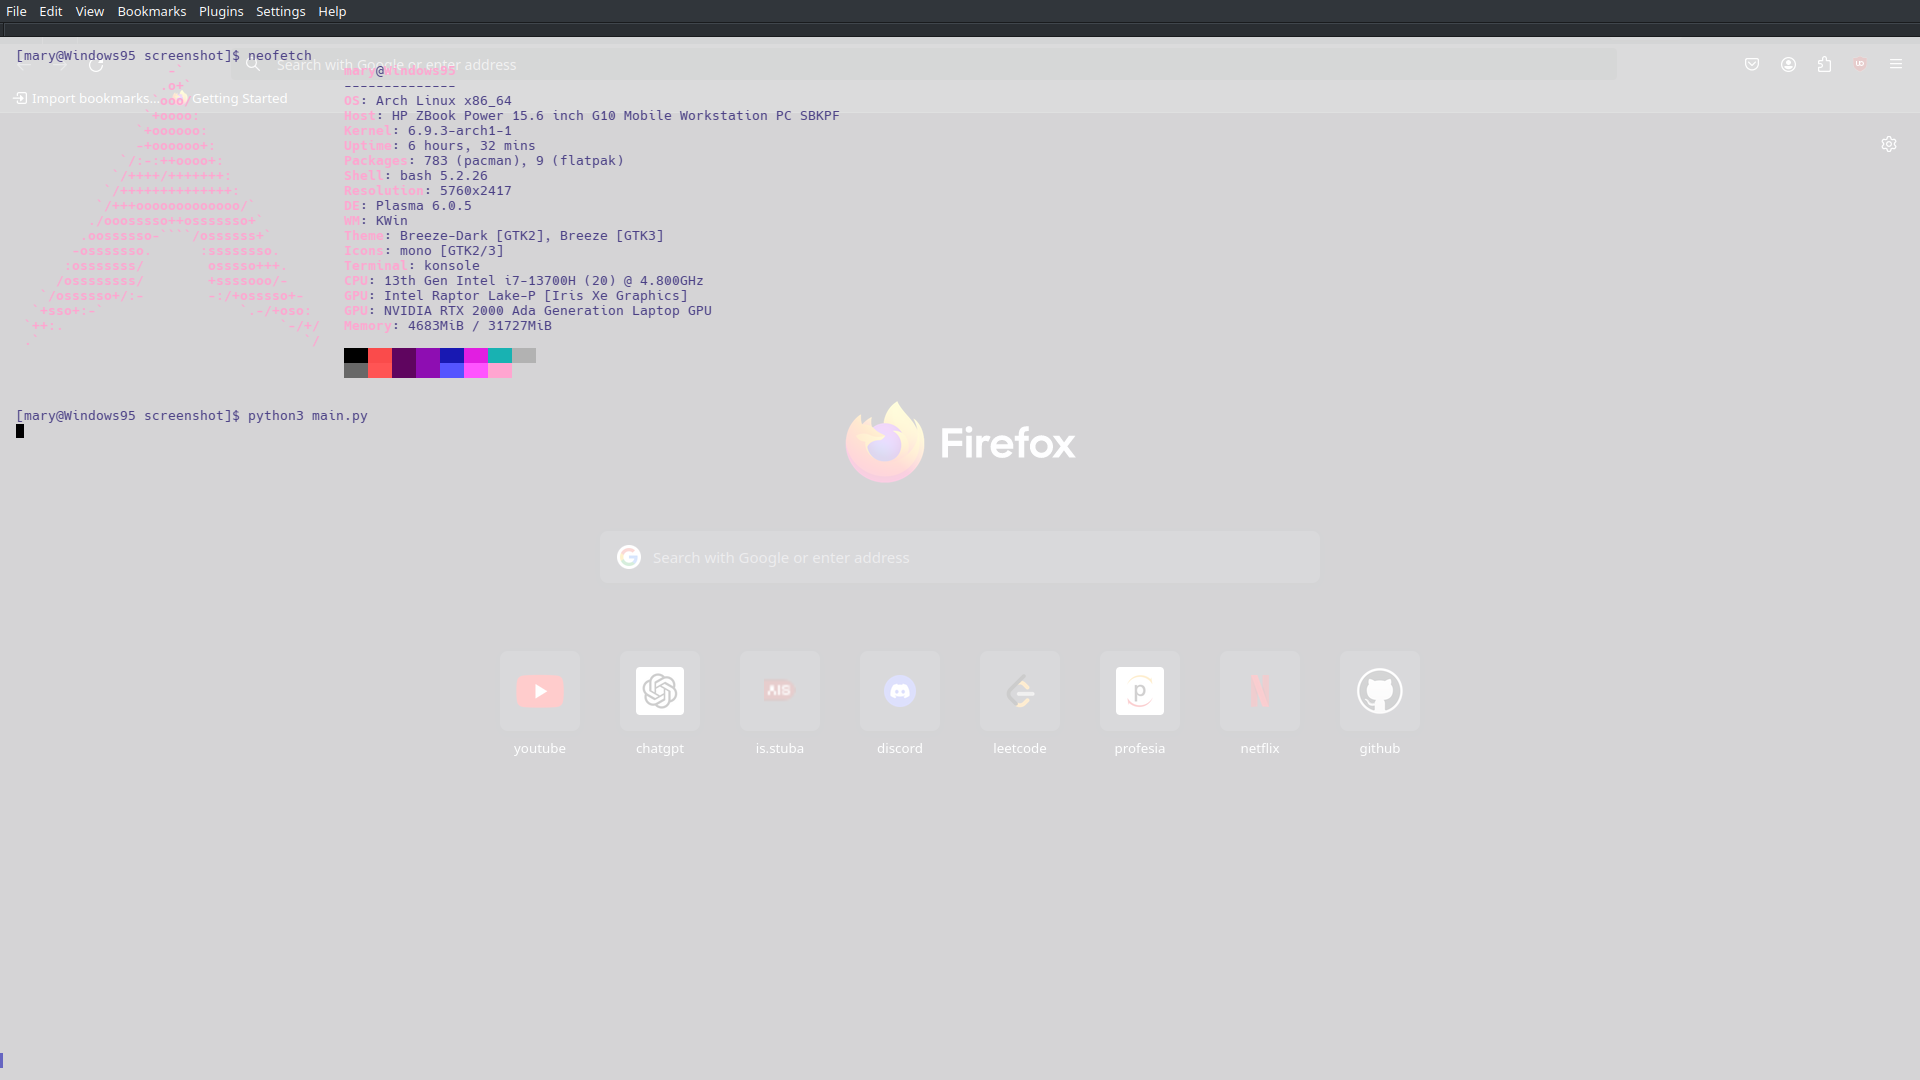 File Edit View Bookmarks Plugins Settings Help
[mary@Windows95 screenshot]$ neofetch
Search with Google or enter address
mary@Windows95
--------------
Import bookmarks... Getting Started
OS: Arch Linux x86_64
Host: HP ZBook Power 15.6 inch G10 Mobile Workstation PC SBKPF
Kernel: 6.9.3-arch1-1
Uptime: 6 hours, 32 mins
Packages: 783 (pacman), 9 (flatpak)
Shell: bash 5.2.26
Resolution: 5760x2417
DE: Plasma 6.0.5
WM: KWin
Theme: Breeze-Dark [GTK2], Breeze [GTK3]
Icons: mono [GTK2/3]
Terminal: konsole
CPU: 13th Gen Intel i7-13700H (20) @ 4.800GHz
GPU: Intel Raptor Lake-P [Iris Xe Graphics]
GPU: NVIDIA RTX 2000 Ada Generation Laptop GPU
Memory: 4683MiB / 31727MiB
[mary@Windows95 screenshot]$ python3 main.py
Firefox
Search with Google or enter address
AIS
p
N
youtube chatgpt is.stuba discord leetcode profesia netflix github